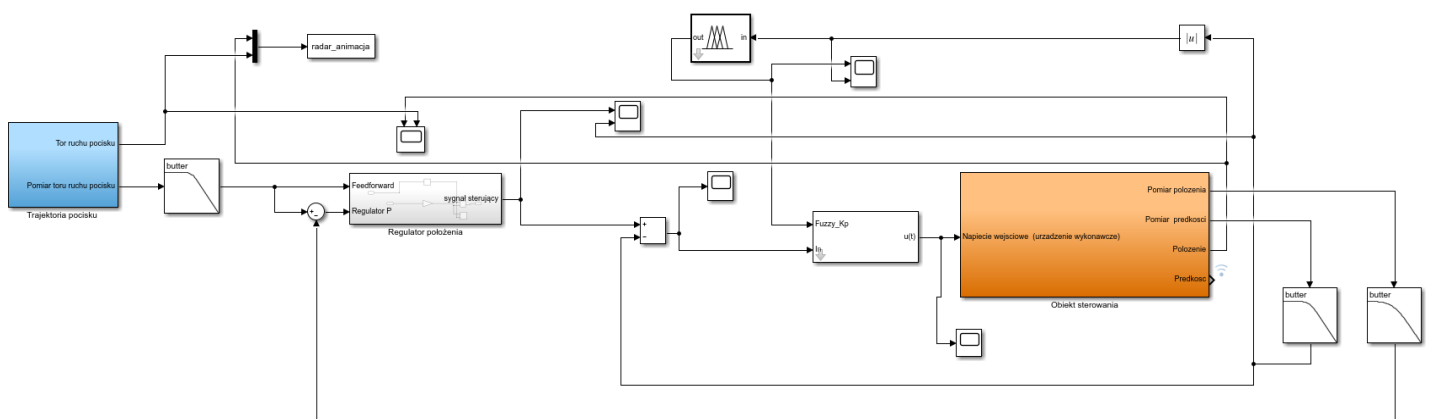 out
in
|u|
radar_animacja
Tor ruchu pocisku
Pomiar toru ruchu pocisku
Trajektoria pocisku
butter
+
-
Feedforward
Regulator P
sygnał sterujący
Regulator położenia
+
-
Fuzzy_Kp
In
u(t)
Pomiar polozenia
Pomiar predkosci
Napiecie wejsciowe (urzadzenie wykonawcze)
Polozenie
Predkosc
Obiekt sterowania
butter
butter